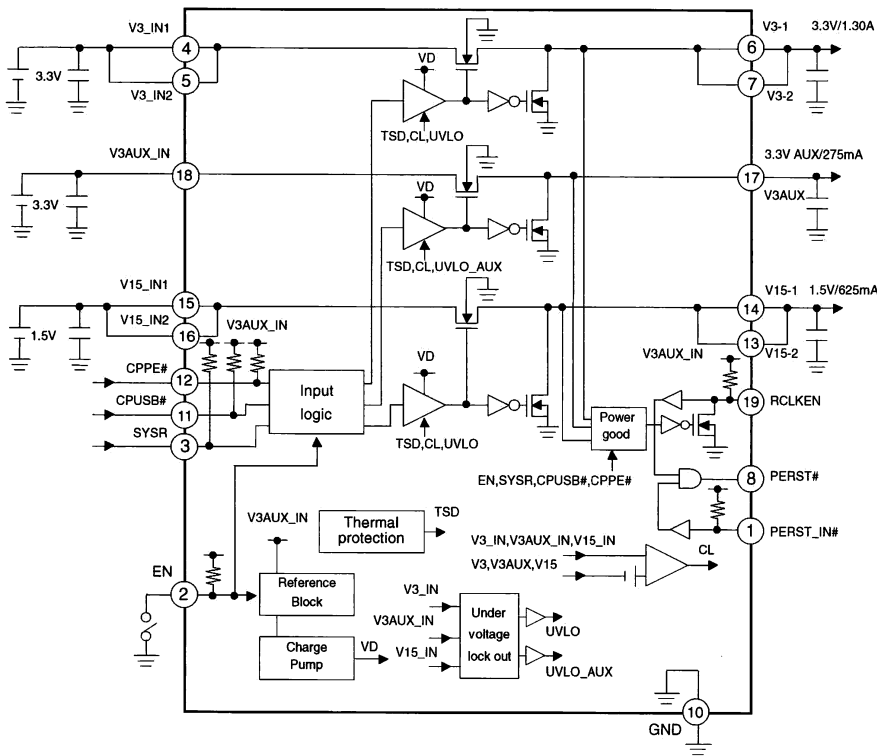 V3_IN1
V3-1
3.3V/1.30A
4
6
VD
3.3V
5
7
V3_IN2
V3-2
TSD,CL,UVLO
V3AUX_IN
3.3V AUX/275mA
18
17
VD
V3AUX
3.3V
TSD,CL,UVLO_AUX
V15_IN1
V15-1
1.5V/625mA
15
14
V15_IN2
1.5V
16
13
V3AUX_IN
V15-2
VD
V3AUX_IN
CPPE#
12
Input
logic
19
RCLKEN
CPUSB#
11
Power
good
SYSR
3
TSD,CL,UVLO
EN,SYSR,CPUSB#,CPPE#
8
PERST#
V3AUX_IN
Thermal
protection
TSD
1
PERST_IN#
V3_IN,V3AUX_IN,V15_IN
CL
V3,V3AUX,V15
EN
2
Reference
Block
V3_IN
V3AUX_IN
V15_IN
Under
voltage
lock out
UVLO
UVLO_AUX
Charge
Pump
VD
10
GND